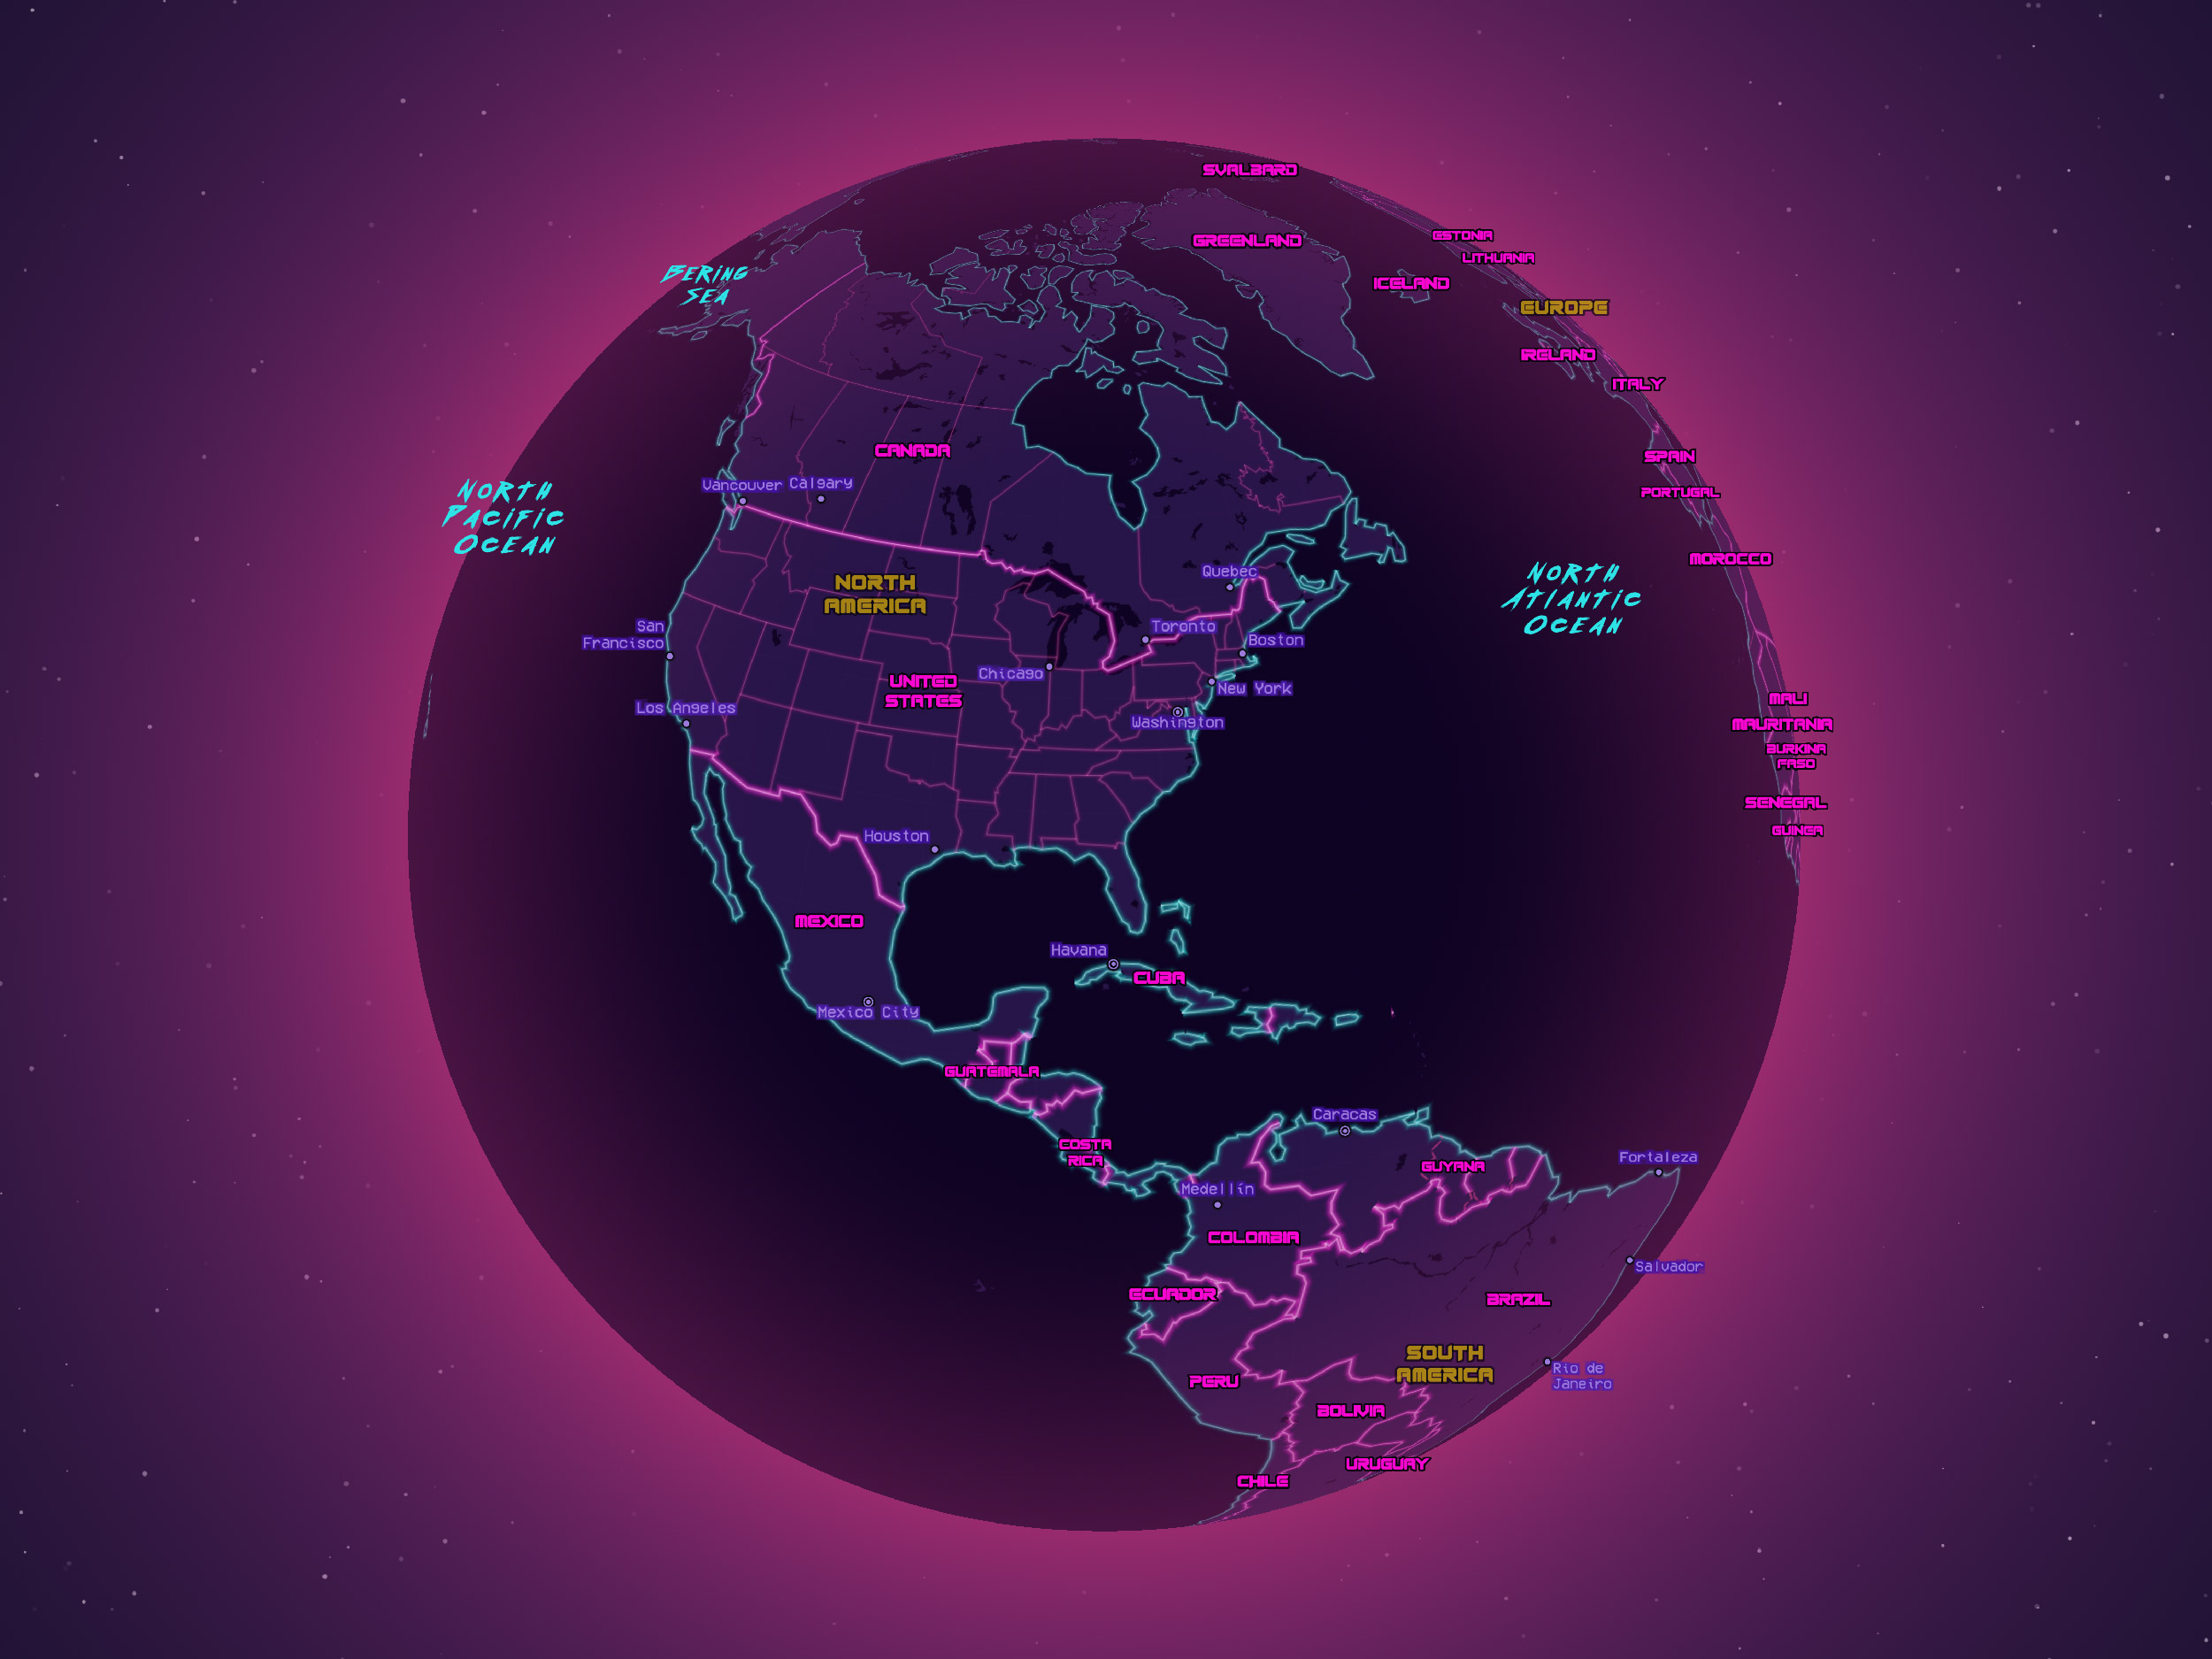 SVALBARD
ESTONIA
GREENLAND
LITHUANIA
BERING
SEA
ICELAND
EUROPE
IRELAND
ITALY
CANADA
SPAIN
Vancouver
Calgary
NORTH
PACIFIC
OCEAN
PORTUGAL
MOROCCO
Quebec
NORTH
AMERICA
NORTH
ATLANTIC
OCEAN
San
Francisco
Toronto
Boston
Chicago
UNITED
STATES
New York
MALI
Los Angeles
Washington
MAURITANIA
BURKINA
FASO
SENEGAL
GUINEA
Houston
MEXICO
Havana
CUBA
Mexico City
GUATEMALA
Caracas
COSTA
RICA
Fortaleza
GUYANA
Medellín
COLOMBIA
Salvador
ECUADOR
BRAZIL
SOUTH
AMERICA
Rio de
Janeiro
PERU
BOLIVIA
URUGUAY
CHILE